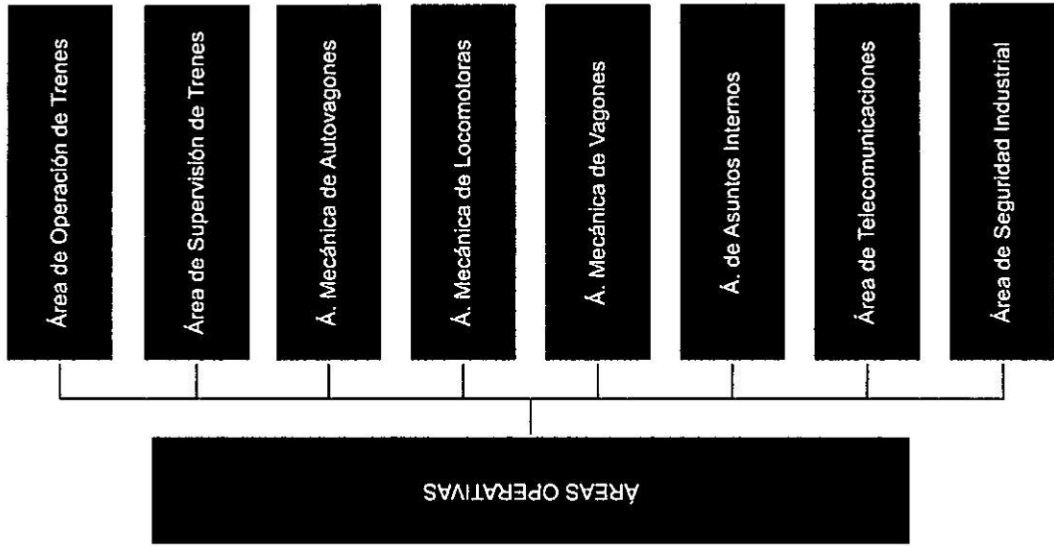 ÁREAS OPERATIVAS
Área de Operación de Trenes
Área de Supervisión de Trenes
Á. Mecánica de Autovagones
Á. Mecánica de Locomotoras
Á. Mecánica de Vagones
Á. de Asuntos Internos
Área de Telecomunicaciones
Área de Seguridad Industrial